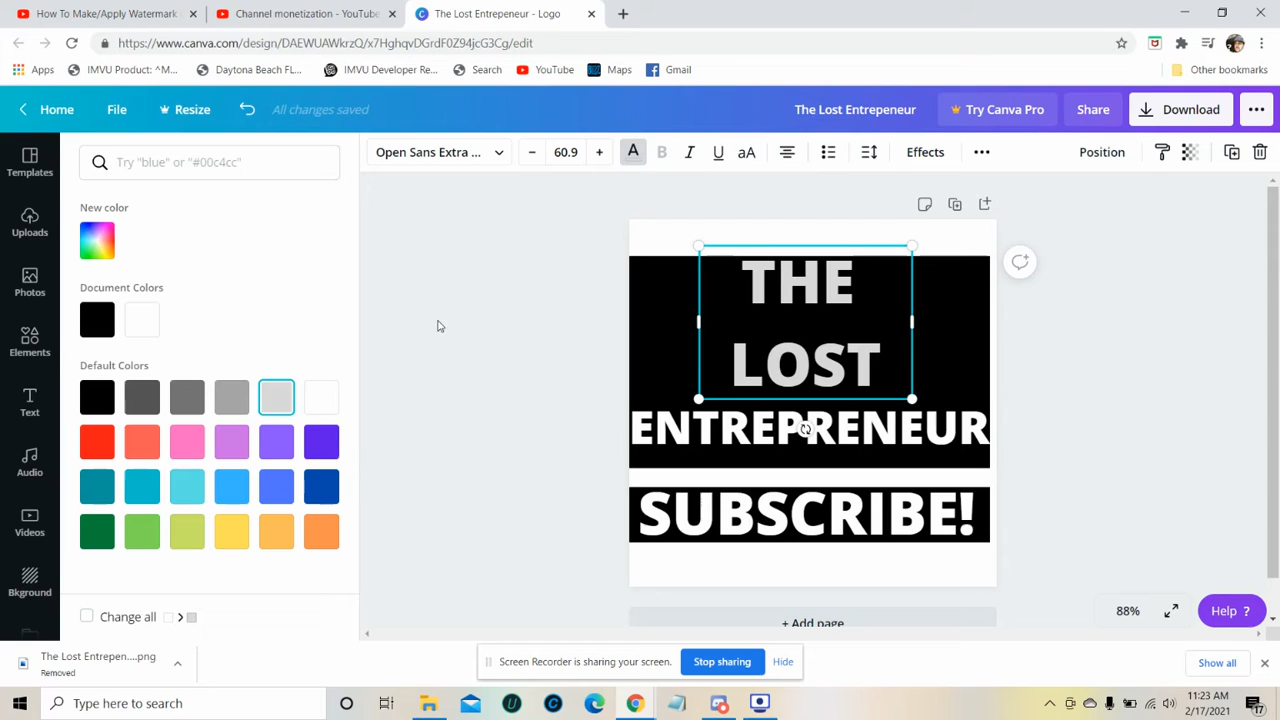 How To Make/Apply Watermark
Channel monetization - YouTube
The Lost Entrepeneur - Logo
https://www.canva.com/design/DAEWUAWkrzQ/x7HghqvDGrdF0Z94jcG3Cg/edit
Apps
IMVU Product: ^M...
Daytona Beach FL...
IMVU Developer Re...
Search
YouTube
Maps
Gmail
Other bookmarks
Home
File
Resize
All changes saved
The Lost Entrepeneur
Try Canva Pro
Share
Download
Open Sans Extra ...
60.9
A
B
I
U
aA
Effects
Position
Templates
Uploads
Photos
Elements
Text
Audio
Videos
Bkground
Try "blue" or "#00c4cc"
New color
Document Colors
Default Colors
Change all
THE
LOST
ENTREPRENEUR
SUBSCRIBE!
+ Add page
88%
Help ?
The Lost Entrepen....png
Removed
Screen Recorder is sharing your screen.
Stop sharing
Hide
Show all
Type here to search
11:23 AM
2/17/2021
17